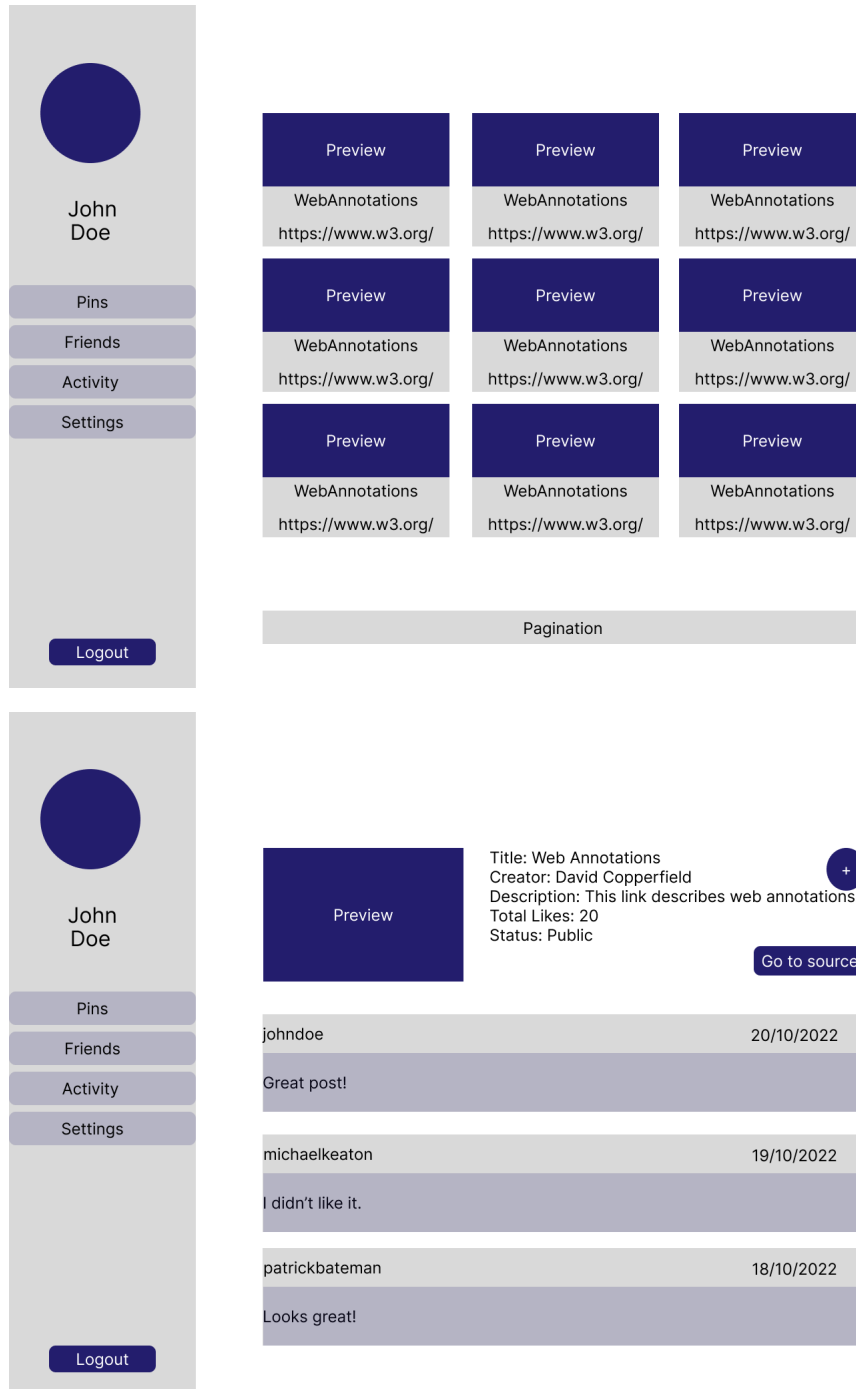 John
Doe
Pins
Friends
Activity
Settings
Logout
Preview Preview Preview
WebAnnotations WebAnnotations WebAnnotations
https://www.w3.org/ https://www.w3.org/ https://www.w3.org/
Preview Preview Preview
WebAnnotations WebAnnotations WebAnnotations
https://www.w3.org/ https://www.w3.org/ https://www.w3.org/
Preview Preview Preview
WebAnnotations WebAnnotations WebAnnotations
https://www.w3.org/ https://www.w3.org/ https://www.w3.org/
Pagination
John
Doe
Pins
Friends
Activity
Settings
Logout
Preview
Title: Web Annotations
Creator: David Copperfield
Description: This link describes web annotations
Total Likes: 20
Status: Public
+
Go to source
johndoe 20/10/2022
Great post!
michaelkeaton 19/10/2022
I didn’t like it.
patrickbateman 18/10/2022
Looks great!